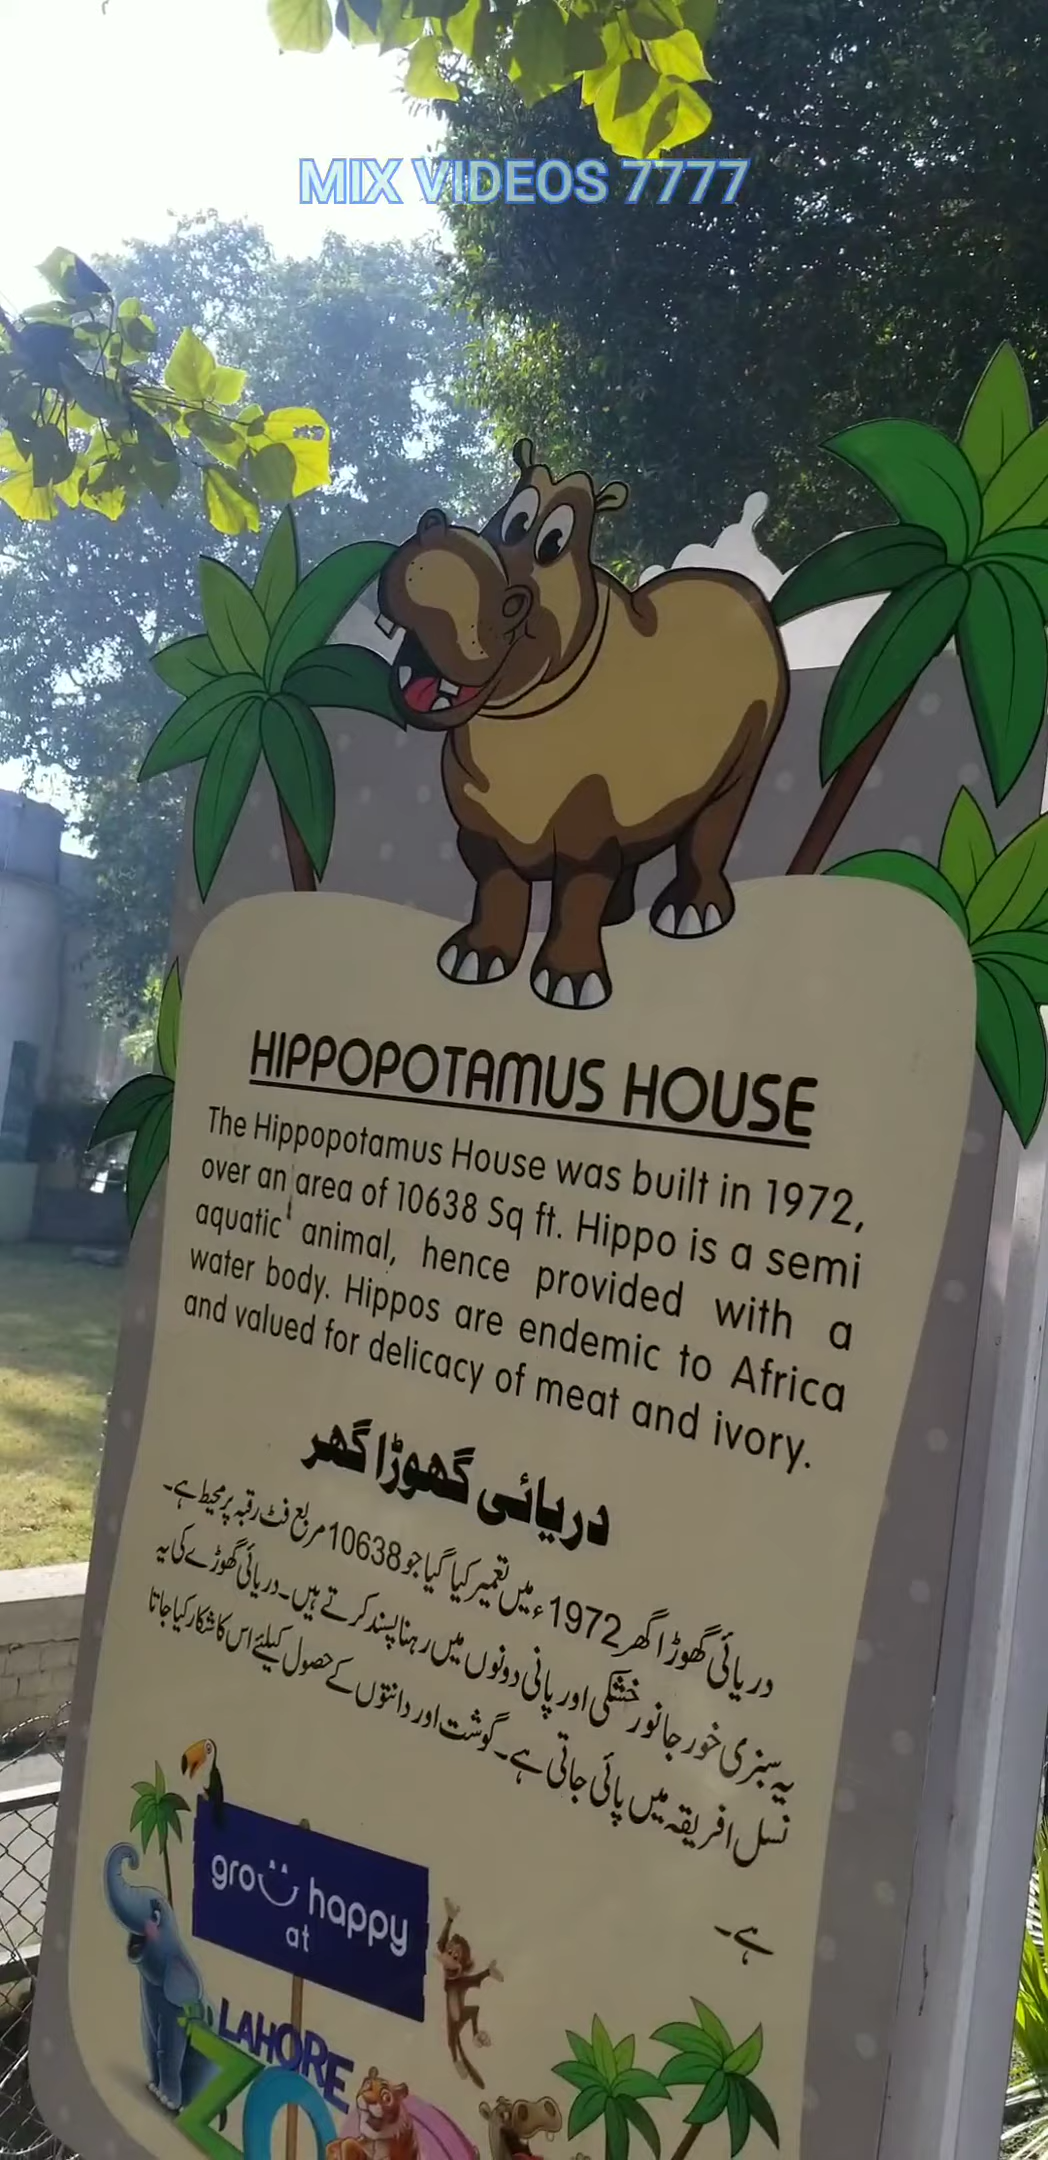 MIX VIDEOS 7777
HIPPOPOTAMUS HOUSE
The Hippopotamus House was built in 1972,
over an area of 10638 Sq ft. Hippo is a semi
aquatic animal, hence provided with a
water body. Hippos are endemic to Africa
and valued for delicacy of meat and ivory.
دریائی گھوڑا گھر
دریائی گھوڑا گھر 1972ء میں تعمیر کیا گیا جو 10638 مربع فٹ رقبہ پر محیط ہے۔
یہ سبزی خور جانور خشکی اور پانی دونوں میں رہنا پسند کرتے ہیں۔ دریائی گھوڑے کی یہ
نسل افریقہ میں پائی جاتی ہے۔ گوشت اور دانتوں کے حصول کیلئے اس کا شکار کیا جاتا
ہے۔
grow happy
at
LAHORE
ZO